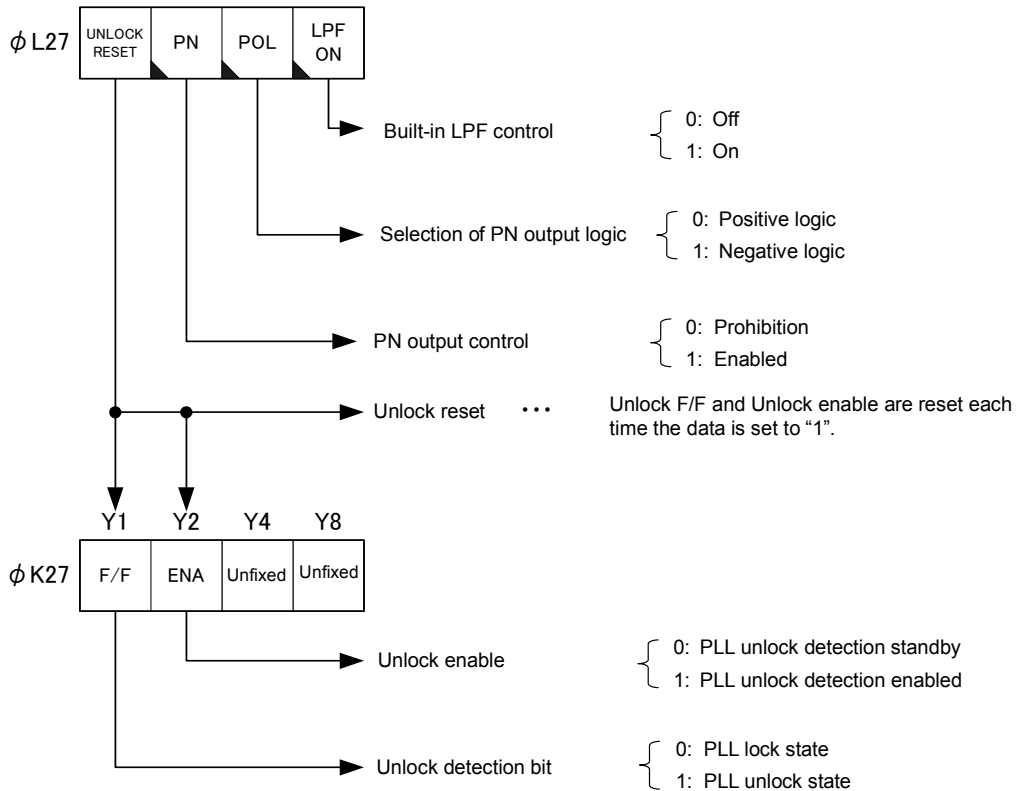 φL27 UNLOCK RESET PN POL LPF ON
Built-in LPF control 0: Off
1: On
Selection of PN output logic 0: Positive logic
1: Negative logic
PN output control 0: Prohibition
1: Enabled
Unlock reset ··· Unlock F/F and Unlock enable are reset each
time the data is set to “1”.
Y1 Y2 Y4 Y8
φK27 F/F ENA Unfixed Unfixed
Unlock enable 0: PLL unlock detection standby
1: PLL unlock detection enabled
Unlock detection bit 0: PLL lock state
1: PLL unlock state